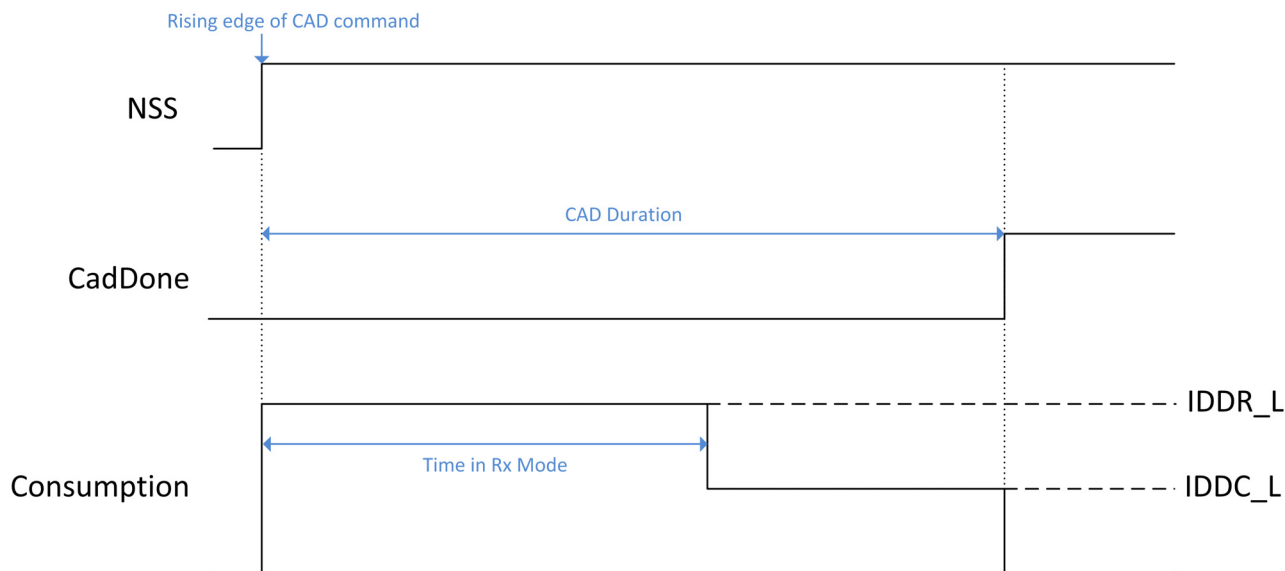 Rising edge of CAD command
NSS
CAD Duration
CadDone
IDDR_L
Time in Rx Mode
Consumption
IDDC_L